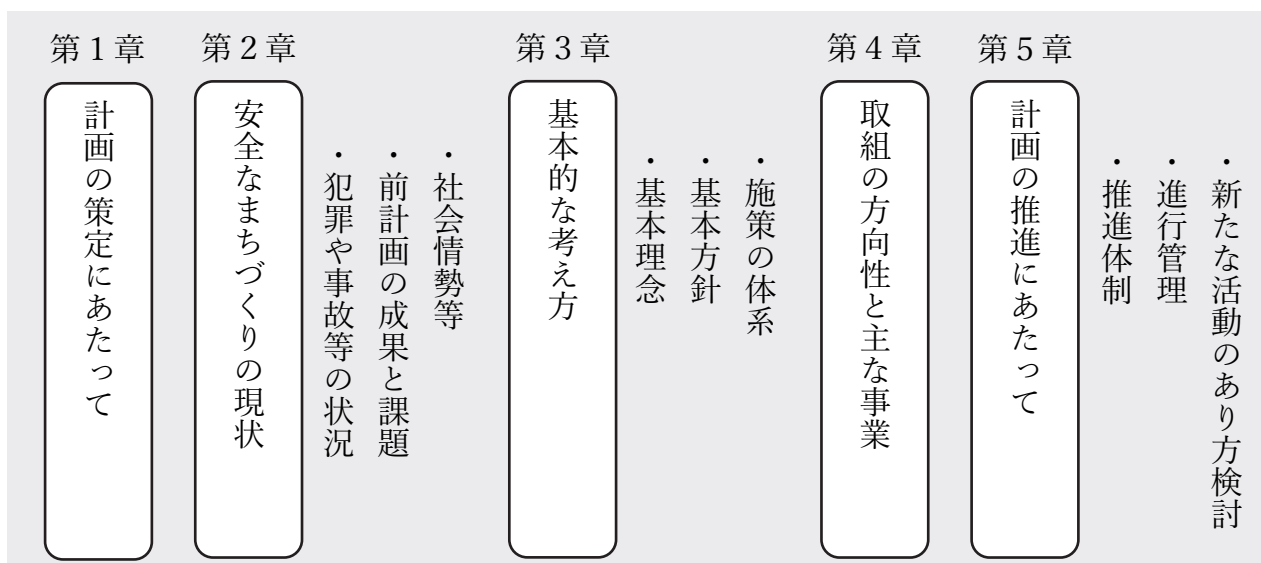 第１章
計画の策定にあたって
第２章
安全なまちづくりの現状
・犯罪や事故等の状況
・前計画の成果と課題
・社会情勢等
第３章
基本的な考え方
・基本理念
・基本方針
・施策の体系
第４章
取組の方向性と主な事業
第５章
計画の推進にあたって
・推進体制
・進行管理
・新たな活動のあり方検討